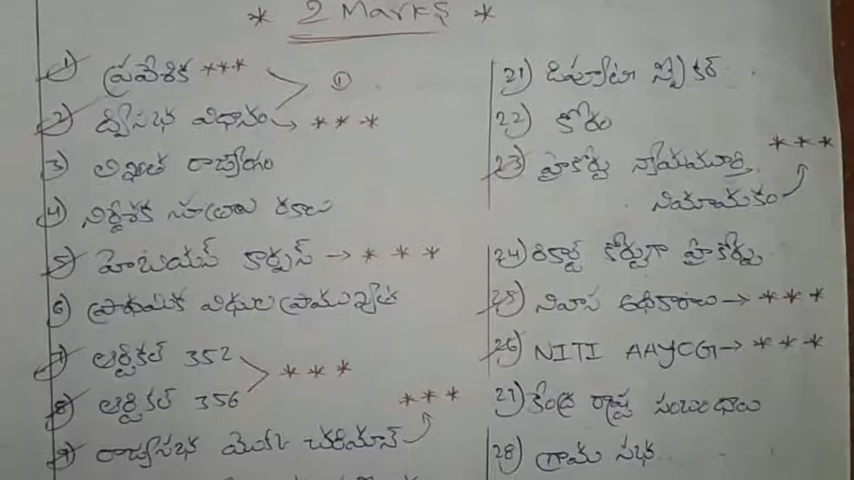 * 2 Marks *
1) ప్రవేశిక ***
①
2) ద్విసభ విధానం → ***
3) లిఖిత రాజ్యాంగం
4) నిర్దేశక సూత్రాలు రకాలు
5) హెబియస్ కార్పస్ → ***
6) ప్రాథమిక విధుల ప్రాముఖ్యత
7) ఆర్టికల్ 352
***
8) ఆర్టికల్ 356
***
9) రాజ్యసభ యొక్క చైర్మన్
21) డిప్యూటి స్పీకర్
22) కోరం
23) హైకోర్టు న్యాయమూర్తి ***
నియామకం
24) రికార్డ్ కోర్టుగా హైకోర్టు
25) నివాస అధికారాలు → ***
26) NITI AAYOG → ***
27) కేంద్ర రాష్ట్ర సంబంధాలు
28) గ్రామ సభ